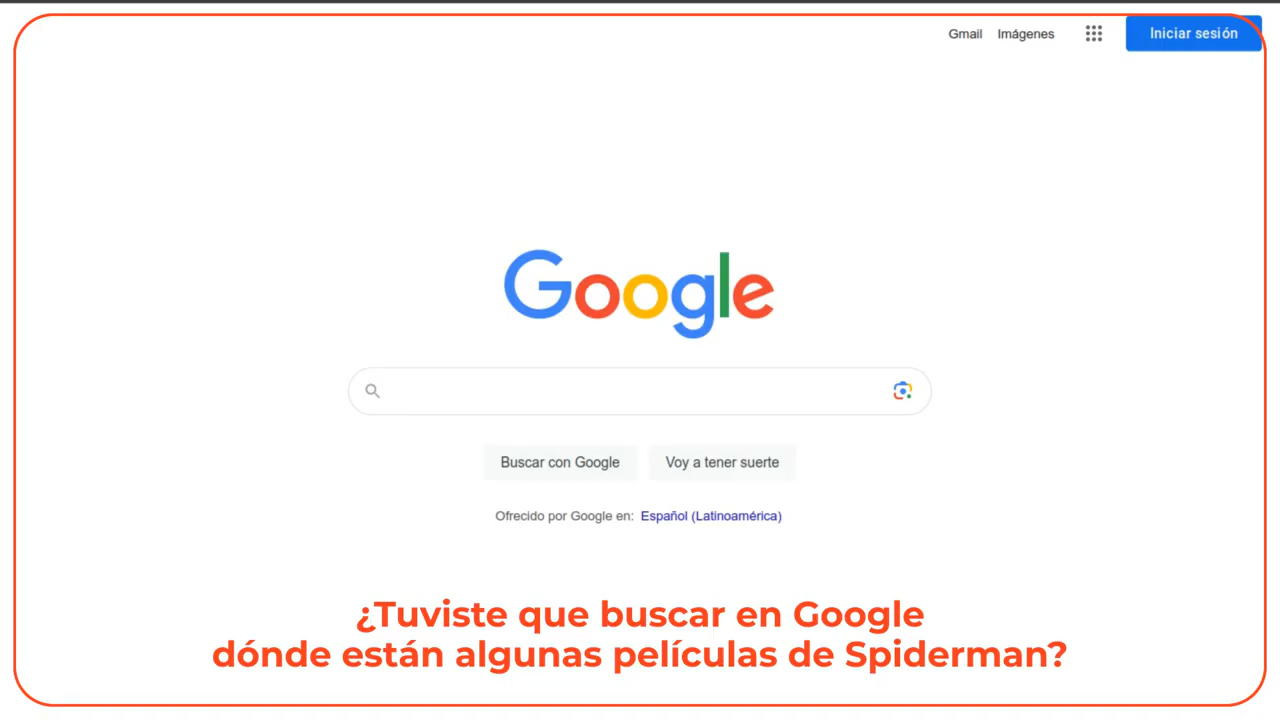 Gmail Imágenes Iniciar sesión
Google
Buscar con Google Voy a tener suerte
Ofrecido por Google en: Español (Latinoamérica)
¿Tuviste que buscar en Google
dónde están algunas películas de Spiderman?